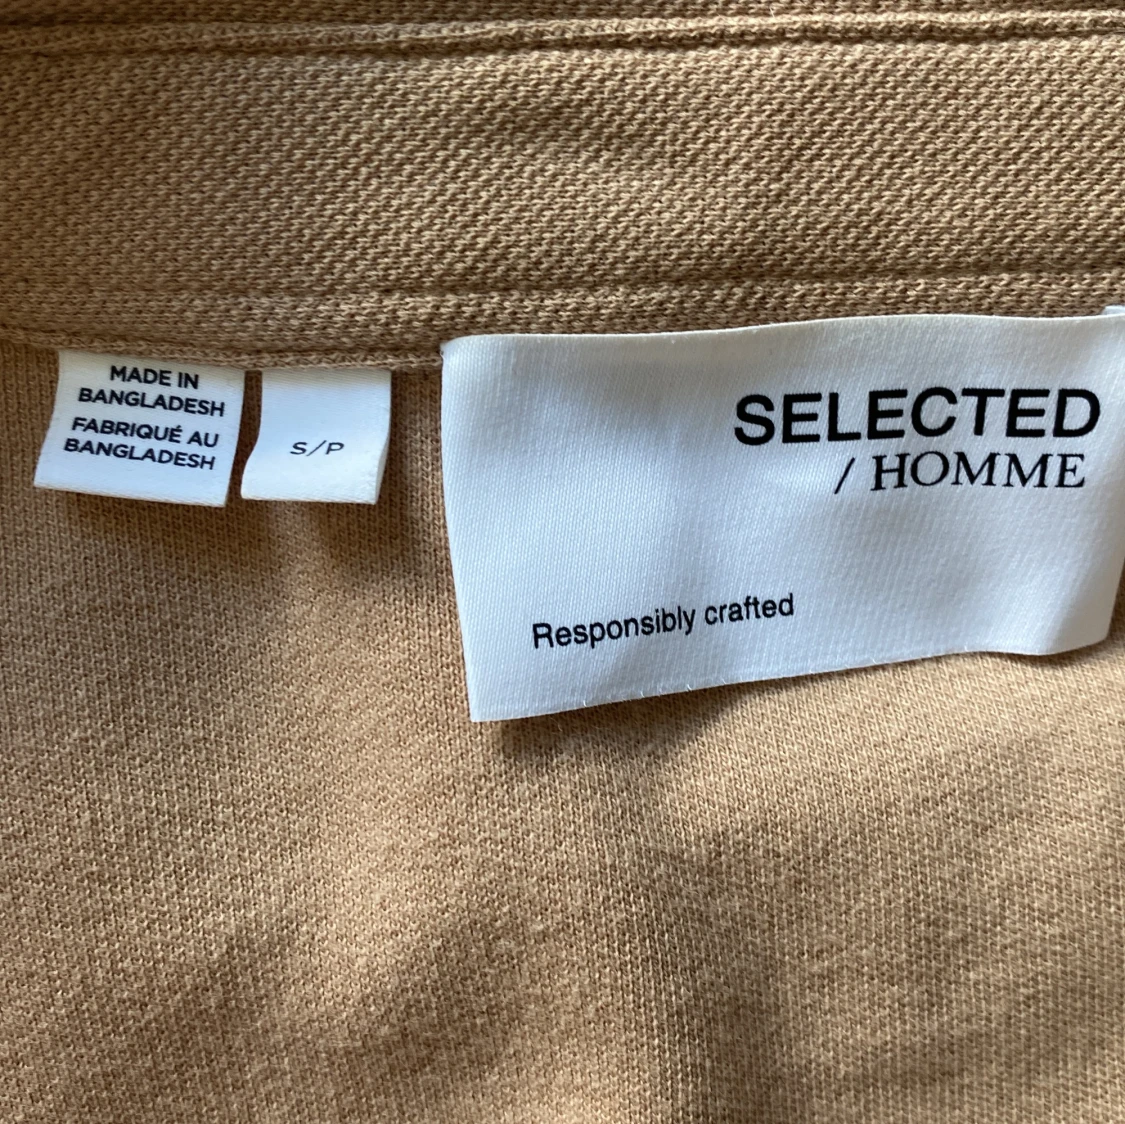 MADE IN
BANGLADESH
FABRIQUÉ AU
BANGLADESH
S/P
SELECTED
/ HOMME
Responsibly crafted